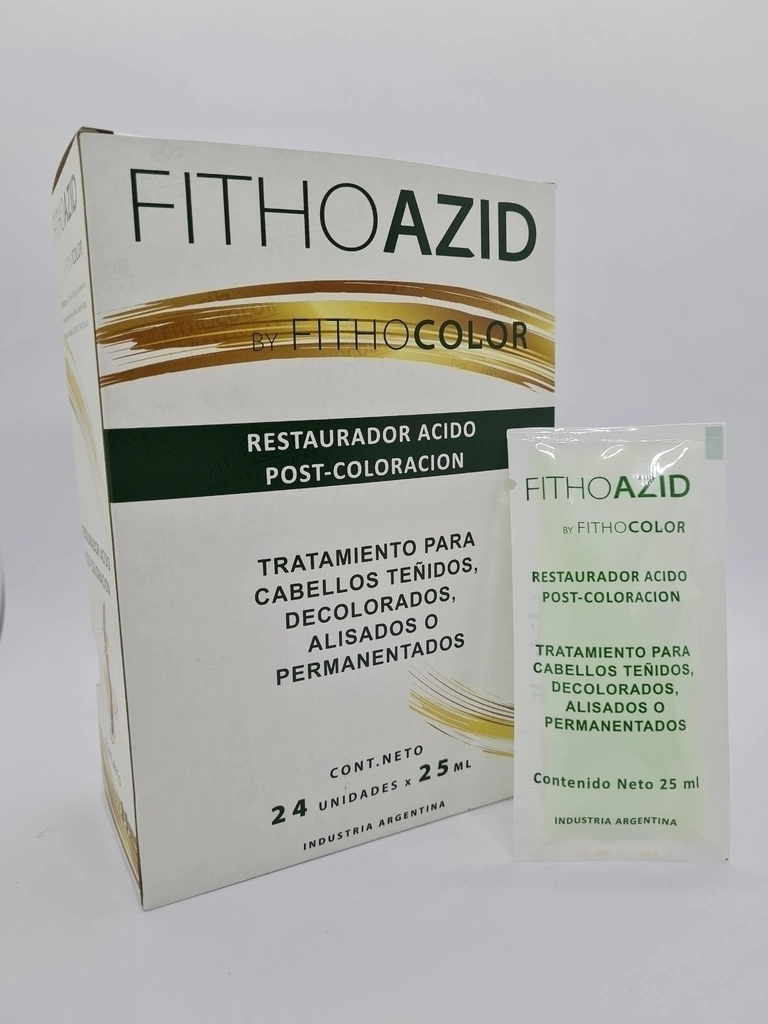 FITHOAZID
BY FITHOCOLOR
RESTAURADOR ACIDO
POST-COLORACION
TRATAMIENTO PARA
CABELLOS TEÑIDOS,
DECOLORADOS,
ALISADOS O
PERMANENTADOS
CONT.NETO
24 UNIDADES x 25 ML
INDUSTRIA ARGENTINA
FITHOAZID
BY FITHOCOLOR
RESTAURADOR ACIDO
POST-COLORACION
TRATAMIENTO PARA
CABELLOS TEÑIDOS,
DECOLORADOS,
ALISADOS O
PERMANENTADOS
Contenido Neto 25 ml
INDUSTRIA ARGENTINA